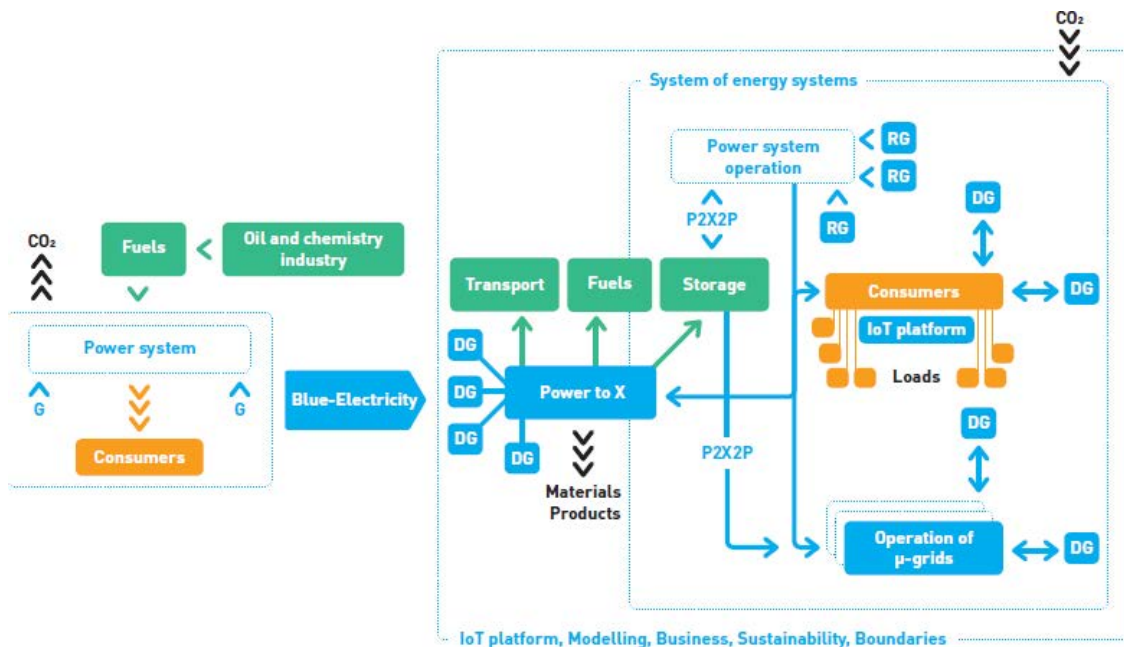 CO₂
System of energy systems
Power system
operation
RG
RG
RG
P2X2P
DG
CO₂
Fuels
Oil and chemistry
industry
Transport
Fuels
Storage
Consumers
DG
IoT platform
Loads
Power system
G
G
Consumers
Blue-Electricity
DG
DG
DG
DG
Power to X
Materials
Products
P2X2P
DG
Operation of
μ-grids
DG
IoT platform, Modelling, Business, Sustainability, Boundaries